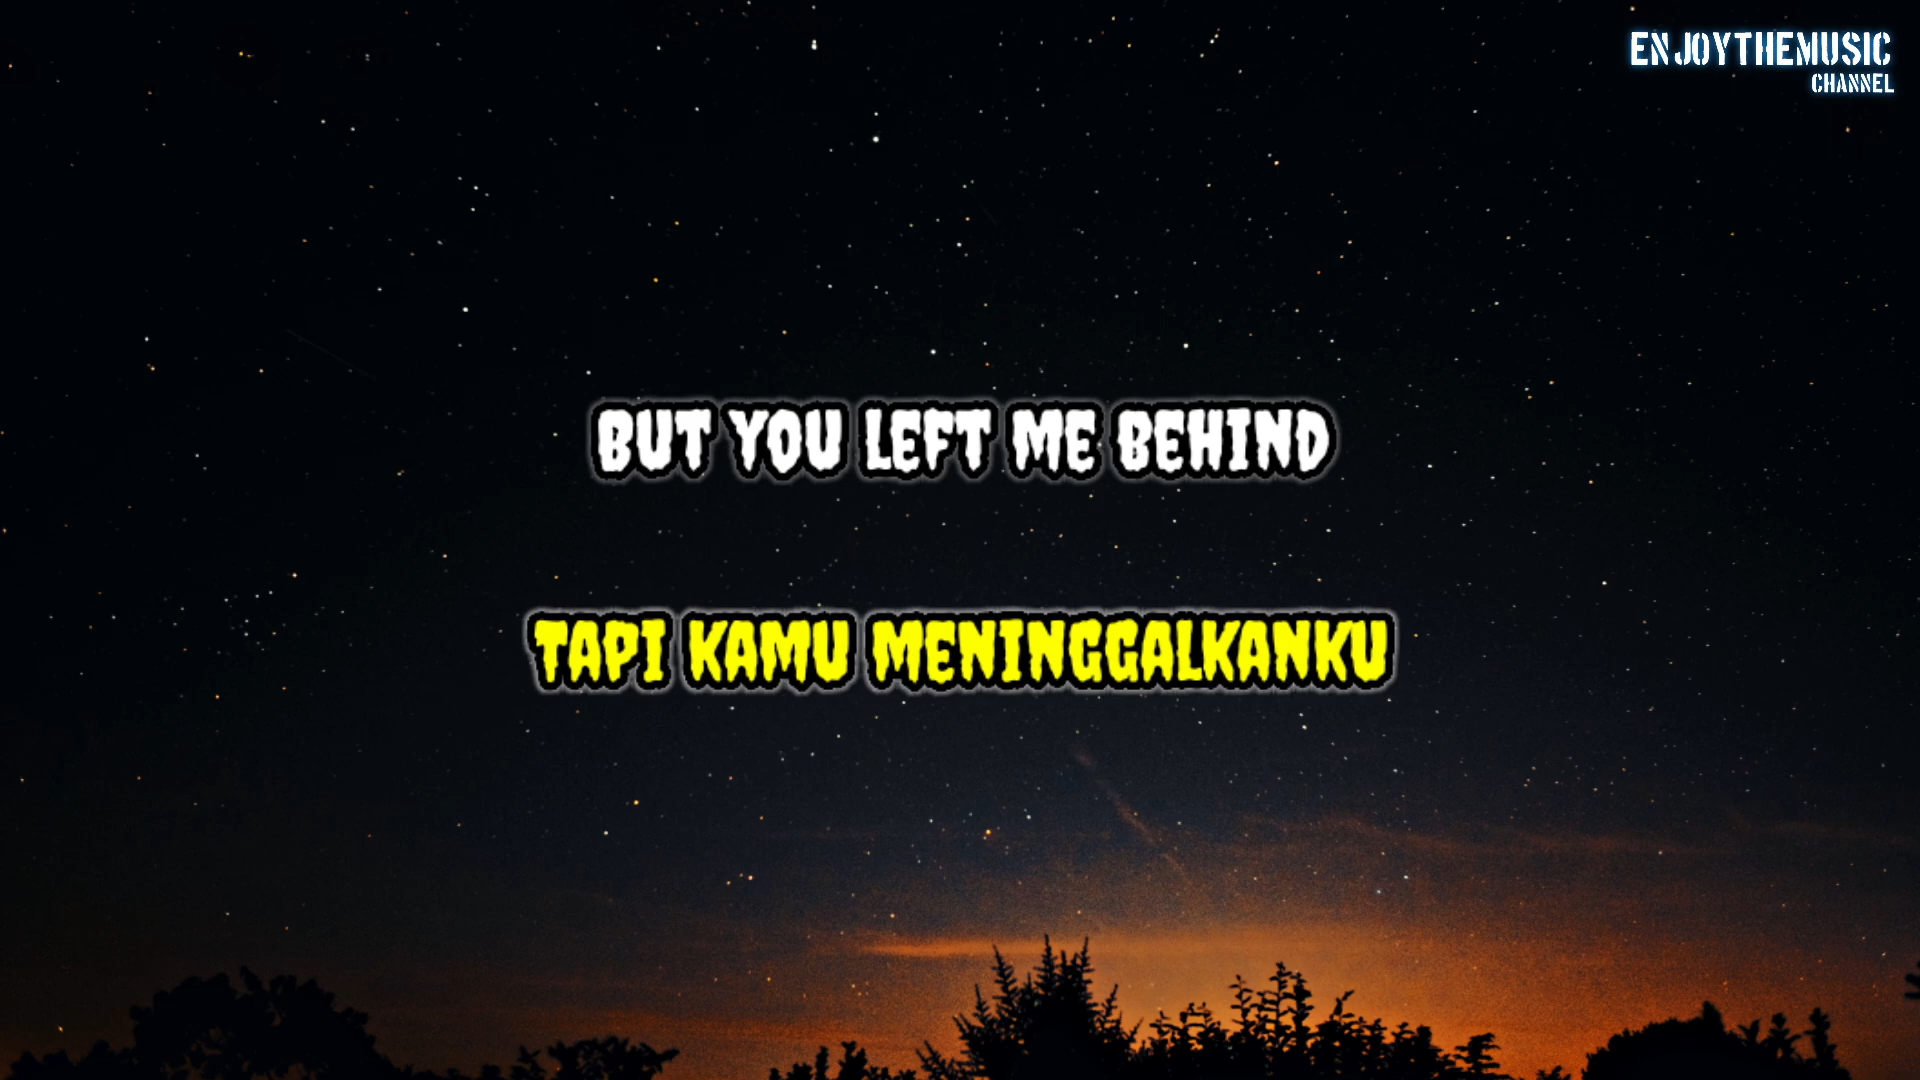 ENJOYTHEMUSIC
CHANNEL
BUT YOU LEFT ME BEHIND
TAPI KAMU MENINGGALKANKU